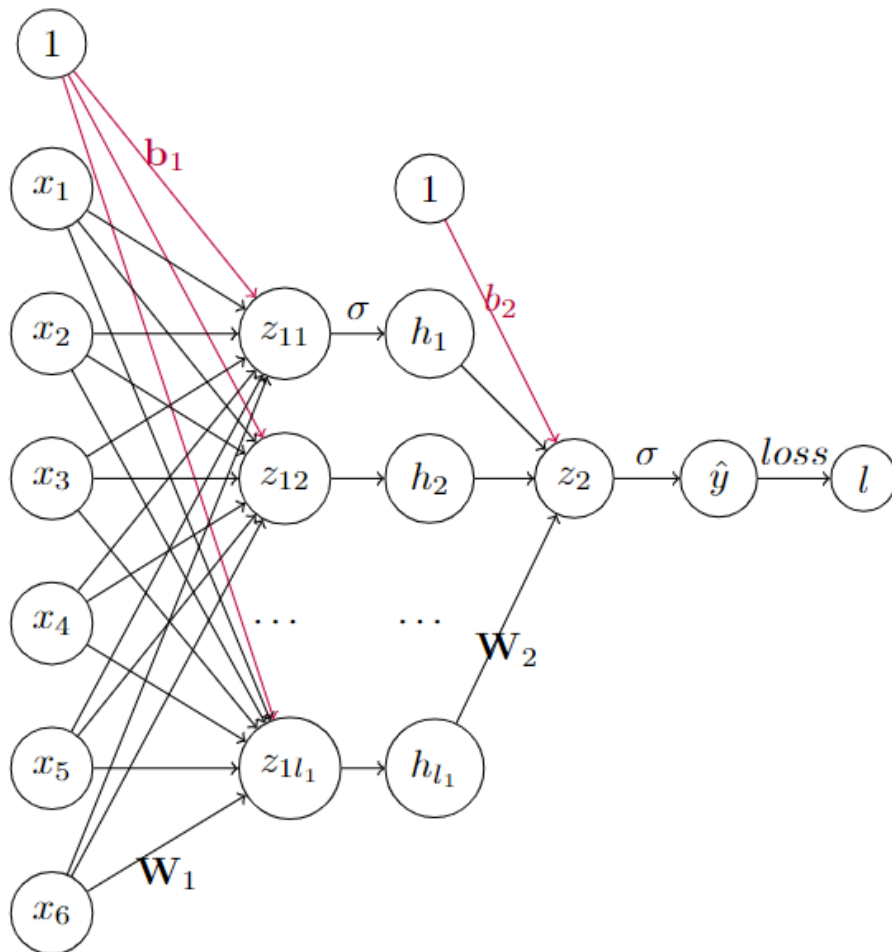 1
b₁
x₁ 1
x₂ z₁₁ σ h₁ b₂
x₃ z₁₂ h₂ z₂ σ ŷ loss l
x₄ ... ...
W₂
x₅ z₁l₁ hl₁
W₁
x₆